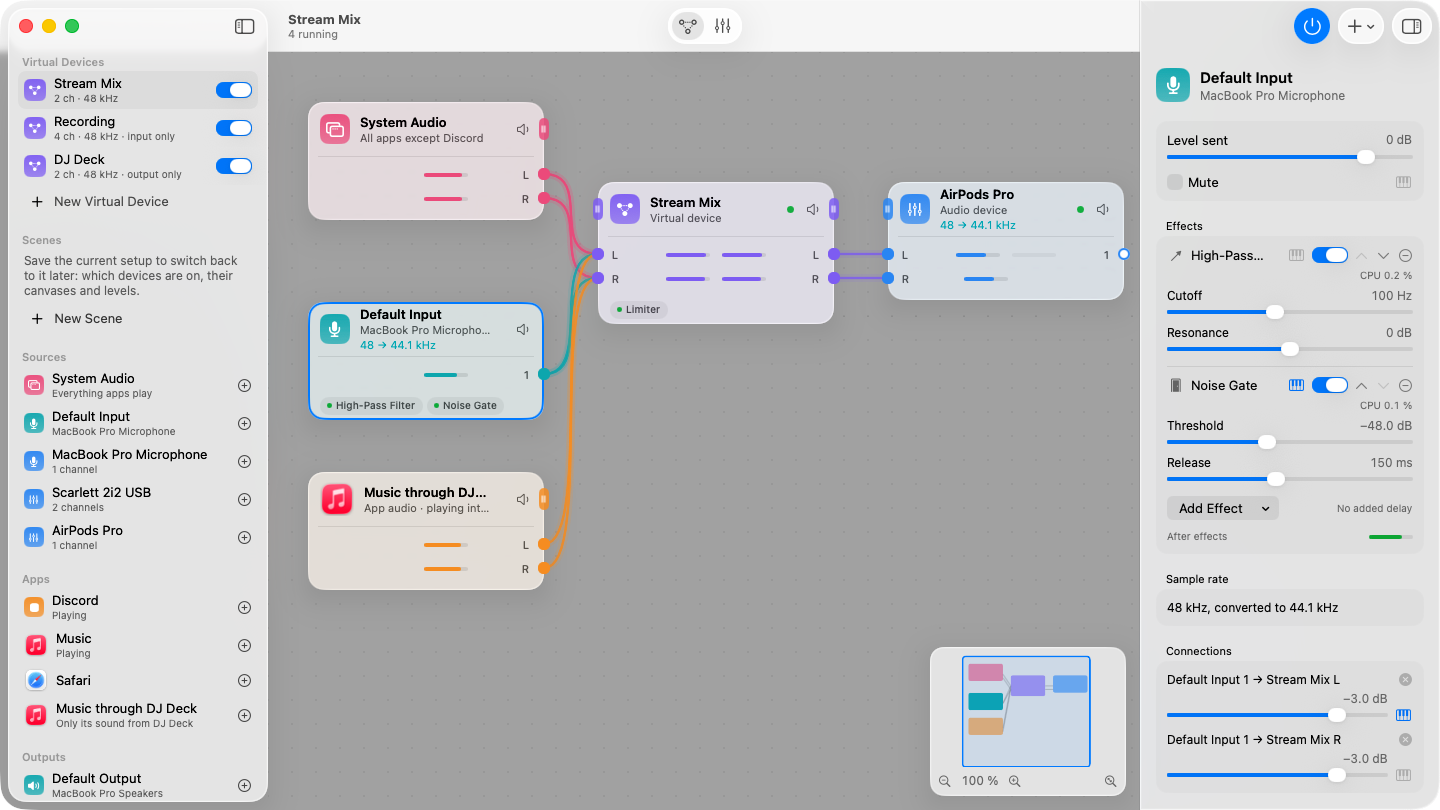 Virtual Devices
Stream Mix
2 ch · 48 kHz
Recording
4 ch · 48 kHz · input only
DJ Deck
2 ch · 48 kHz · output only
New Virtual Device
Scenes
Save the current setup to switch back
to it later: which devices are on, their
canvases and levels.
New Scene
Sources
System Audio
Everything apps play
Default Input
MacBook Pro Microphone
MacBook Pro Microphone
1 channel
Scarlett 2i2 USB
2 channels
AirPods Pro
1 channel
Apps
Discord
Playing
Music
Playing
Safari
Music through DJ Deck
Only its sound from DJ Deck
Outputs
Default Output
MacBook Pro Speakers
Stream Mix
4 running
System Audio
All apps except Discord
L
R
Default Input
MacBook Pro Micropho...
48 → 44.1 kHz
1
High-Pass Filter
Noise Gate
Music through DJ...
App audio · playing int...
L
R
Stream Mix
Virtual device
L
L
R
R
Limiter
AirPods Pro
Audio device
48 → 44.1 kHz
L
1
R
100 %
Default Input
MacBook Pro Microphone
Level sent
0 dB
Mute
Effects
High-Pass...
CPU 0.2 %
Cutoff
100 Hz
Resonance
0 dB
Noise Gate
CPU 0.1 %
Threshold
−48.0 dB
Release
150 ms
Add Effect
No added delay
After effects
Sample rate
48 kHz, converted to 44.1 kHz
Connections
Default Input 1 → Stream Mix L
−3.0 dB
Default Input 1 → Stream Mix R
−3.0 dB